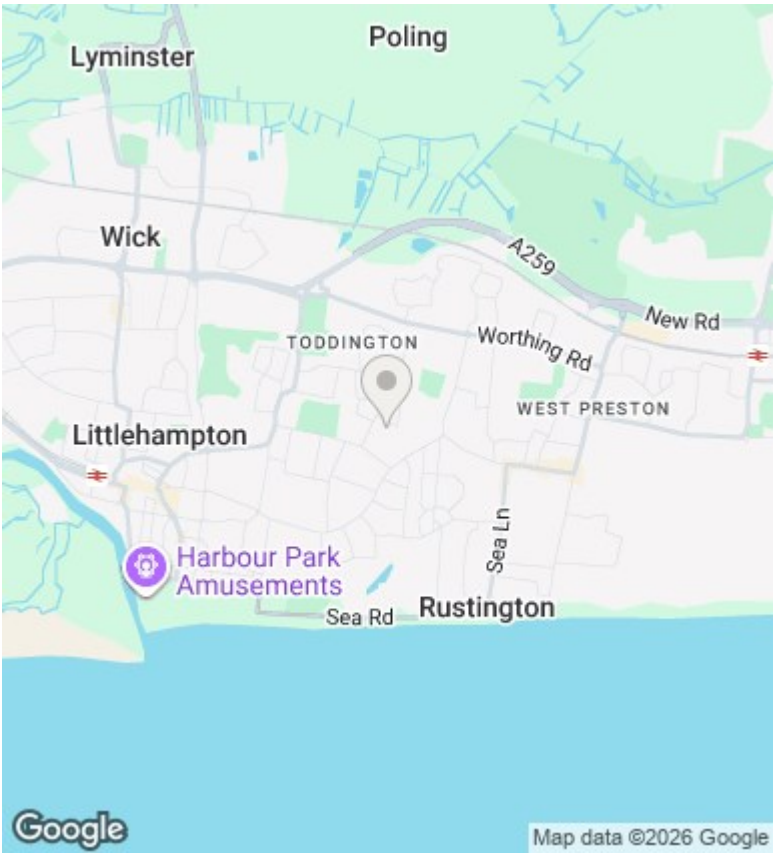 Poling
Lyminster
Wick
A259
New Rd
Worthing Rd
TODDINGTON
WEST PRESTON
Littlehampton
Sea Ln
Harbour Park
Amusements
Rustington
Sea Rd
Google
Map data ©2026 Google